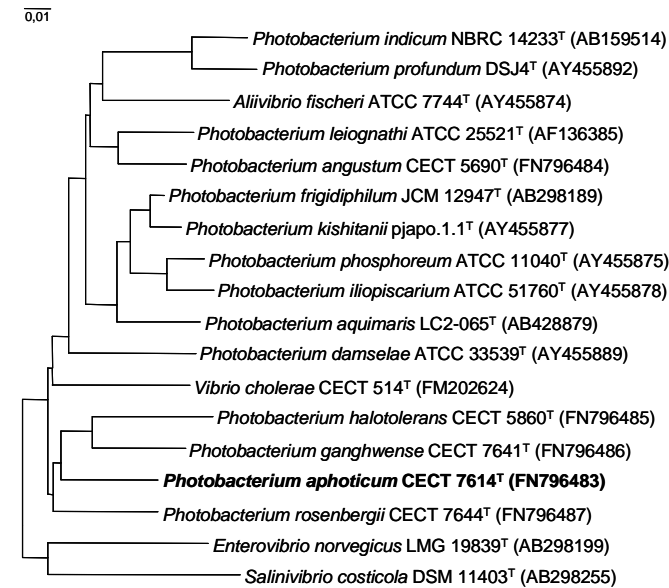 0,01
Photobacterium indicum NBRC 14233ᵀ (AB159514)
Photobacterium profundum DSJ4ᵀ (AY455892)
Aliivibrio fischeri ATCC 7744ᵀ (AY455874)
Photobacterium leiognathi ATCC 25521ᵀ (AF136385)
Photobacterium angustum CECT 5690ᵀ (FN796484)
Photobacterium frigidiphilum JCM 12947ᵀ (AB298189)
Photobacterium kishitanii pjapo.1.1ᵀ (AY455877)
Photobacterium phosphoreum ATCC 11040ᵀ (AY455875)
Photobacterium iliopiscarium ATCC 51760ᵀ (AY455878)
Photobacterium aquimaris LC2-065ᵀ (AB428879)
Photobacterium damselae ATCC 33539ᵀ (AY455889)
Vibrio cholerae CECT 514ᵀ (FM202624)
Photobacterium halotolerans CECT 5860ᵀ (FN796485)
Photobacterium ganghwense CECT 7641ᵀ (FN796486)
Photobacterium aphoticum CECT 7614ᵀ (FN796483)
Photobacterium rosenbergii CECT 7644ᵀ (FN796487)
Enterovibrio norvegicus LMG 19839ᵀ (AB298199)
Salinivibrio costicola DSM 11403ᵀ (AB298255)